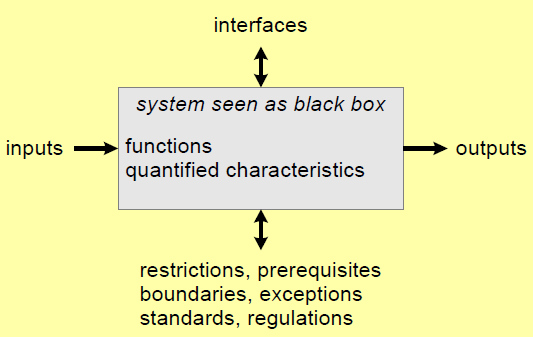 interfaces
system seen as black box
inputs
functions
quantified characteristics
outputs
restrictions, prerequisites
boundaries, exceptions
standards, regulations